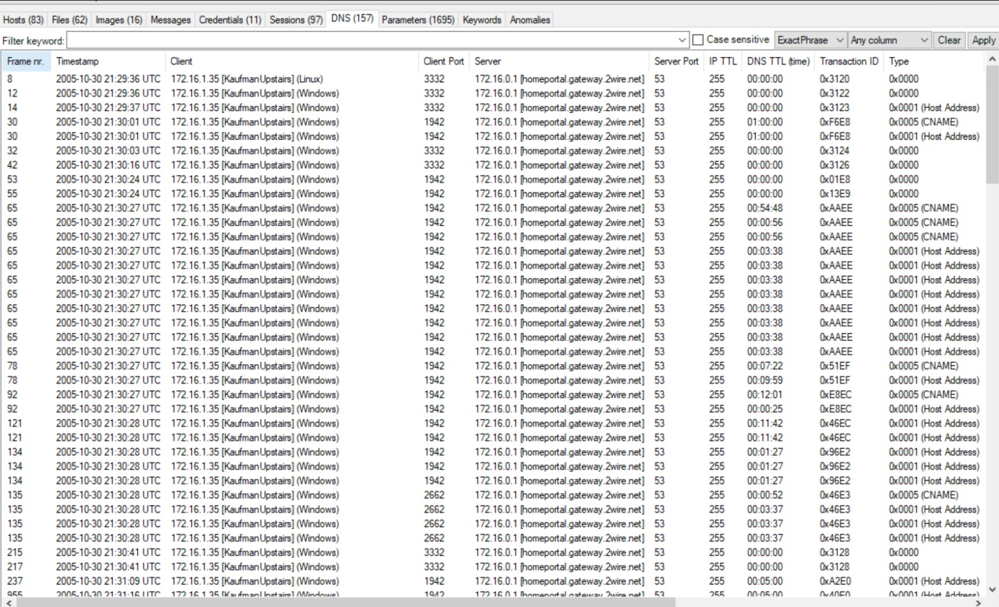 Hosts (83) Files (62) Images (16) Messages Credentials (11) Sessions (97) DNS (157) Parameters (1695) Keywords Anomalies
Filter keyword: Case sensitive ExactPhrase Any column Clear Apply
Frame nr. Timestamp Client Client Port Server Server Port IP TTL DNS TTL (time) Transaction ID Type
8 2005-10-30 21:29:36 UTC 172.16.1.35 [KaufmanUpstairs] (Linux) 3332 172.16.0.1 [homeportal.gateway.2wire.net] 53 255 00:00:00 0x3120 0x0000
12 2005-10-30 21:29:36 UTC 172.16.1.35 [KaufmanUpstairs] (Windows) 3332 172.16.0.1 [homeportal.gateway.2wire.net] 53 255 00:00:00 0x3122 0x0000
14 2005-10-30 21:29:37 UTC 172.16.1.35 [KaufmanUpstairs] (Windows) 3332 172.16.0.1 [homeportal.gateway.2wire.net] 53 255 00:00:00 0x3123 0x0001 (Host Address)
30 2005-10-30 21:30:01 UTC 172.16.1.35 [KaufmanUpstairs] (Windows) 1942 172.16.0.1 [homeportal.gateway.2wire.net] 53 255 01:00:00 0xF6E8 0x0005 (CNAME)
30 2005-10-30 21:30:01 UTC 172.16.1.35 [KaufmanUpstairs] (Windows) 1942 172.16.0.1 [homeportal.gateway.2wire.net] 53 255 01:00:00 0xF6E8 0x0001 (Host Address)
32 2005-10-30 21:30:03 UTC 172.16.1.35 [KaufmanUpstairs] (Windows) 3332 172.16.0.1 [homeportal.gateway.2wire.net] 53 255 00:00:00 0x3124 0x0000
42 2005-10-30 21:30:16 UTC 172.16.1.35 [KaufmanUpstairs] (Windows) 3332 172.16.0.1 [homeportal.gateway.2wire.net] 53 255 00:00:00 0x3126 0x0000
53 2005-10-30 21:30:24 UTC 172.16.1.35 [KaufmanUpstairs] (Windows) 1942 172.16.0.1 [homeportal.gateway.2wire.net] 53 255 00:00:00 0x01E8 0x0000
55 2005-10-30 21:30:24 UTC 172.16.1.35 [KaufmanUpstairs] (Windows) 1942 172.16.0.1 [homeportal.gateway.2wire.net] 53 255 00:00:00 0x13E9 0x0000
65 2005-10-30 21:30:27 UTC 172.16.1.35 [KaufmanUpstairs] (Windows) 1942 172.16.0.1 [homeportal.gateway.2wire.net] 53 255 00:54:48 0xAAEE 0x0005 (CNAME)
65 2005-10-30 21:30:27 UTC 172.16.1.35 [KaufmanUpstairs] (Windows) 1942 172.16.0.1 [homeportal.gateway.2wire.net] 53 255 00:00:56 0xAAEE 0x0005 (CNAME)
65 2005-10-30 21:30:27 UTC 172.16.1.35 [KaufmanUpstairs] (Windows) 1942 172.16.0.1 [homeportal.gateway.2wire.net] 53 255 00:00:56 0xAAEE 0x0005 (CNAME)
65 2005-10-30 21:30:27 UTC 172.16.1.35 [KaufmanUpstairs] (Windows) 1942 172.16.0.1 [homeportal.gateway.2wire.net] 53 255 00:03:38 0xAAEE 0x0001 (Host Address)
65 2005-10-30 21:30:27 UTC 172.16.1.35 [KaufmanUpstairs] (Windows) 1942 172.16.0.1 [homeportal.gateway.2wire.net] 53 255 00:03:38 0xAAEE 0x0001 (Host Address)
65 2005-10-30 21:30:27 UTC 172.16.1.35 [KaufmanUpstairs] (Windows) 1942 172.16.0.1 [homeportal.gateway.2wire.net] 53 255 00:03:38 0xAAEE 0x0001 (Host Address)
65 2005-10-30 21:30:27 UTC 172.16.1.35 [KaufmanUpstairs] (Windows) 1942 172.16.0.1 [homeportal.gateway.2wire.net] 53 255 00:03:38 0xAAEE 0x0001 (Host Address)
65 2005-10-30 21:30:27 UTC 172.16.1.35 [KaufmanUpstairs] (Windows) 1942 172.16.0.1 [homeportal.gateway.2wire.net] 53 255 00:03:38 0xAAEE 0x0001 (Host Address)
65 2005-10-30 21:30:27 UTC 172.16.1.35 [KaufmanUpstairs] (Windows) 1942 172.16.0.1 [homeportal.gateway.2wire.net] 53 255 00:03:38 0xAAEE 0x0001 (Host Address)
65 2005-10-30 21:30:27 UTC 172.16.1.35 [KaufmanUpstairs] (Windows) 1942 172.16.0.1 [homeportal.gateway.2wire.net] 53 255 00:03:38 0xAAEE 0x0001 (Host Address)
65 2005-10-30 21:30:27 UTC 172.16.1.35 [KaufmanUpstairs] (Windows) 1942 172.16.0.1 [homeportal.gateway.2wire.net] 53 255 00:03:38 0xAAEE 0x0001 (Host Address)
78 2005-10-30 21:30:27 UTC 172.16.1.35 [KaufmanUpstairs] (Windows) 1942 172.16.0.1 [homeportal.gateway.2wire.net] 53 255 00:07:22 0x51EF 0x0005 (CNAME)
78 2005-10-30 21:30:27 UTC 172.16.1.35 [KaufmanUpstairs] (Windows) 1942 172.16.0.1 [homeportal.gateway.2wire.net] 53 255 00:09:59 0x51EF 0x0001 (Host Address)
92 2005-10-30 21:30:27 UTC 172.16.1.35 [KaufmanUpstairs] (Windows) 1942 172.16.0.1 [homeportal.gateway.2wire.net] 53 255 00:12:01 0xE8EC 0x0005 (CNAME)
92 2005-10-30 21:30:27 UTC 172.16.1.35 [KaufmanUpstairs] (Windows) 1942 172.16.0.1 [homeportal.gateway.2wire.net] 53 255 00:00:25 0xE8EC 0x0001 (Host Address)
121 2005-10-30 21:30:28 UTC 172.16.1.35 [KaufmanUpstairs] (Windows) 1942 172.16.0.1 [homeportal.gateway.2wire.net] 53 255 00:11:42 0x46EC 0x0001 (Host Address)
121 2005-10-30 21:30:28 UTC 172.16.1.35 [KaufmanUpstairs] (Windows) 1942 172.16.0.1 [homeportal.gateway.2wire.net] 53 255 00:11:42 0x46EC 0x0001 (Host Address)
134 2005-10-30 21:30:28 UTC 172.16.1.35 [KaufmanUpstairs] (Windows) 1942 172.16.0.1 [homeportal.gateway.2wire.net] 53 255 00:01:27 0x96E2 0x0001 (Host Address)
134 2005-10-30 21:30:28 UTC 172.16.1.35 [KaufmanUpstairs] (Windows) 1942 172.16.0.1 [homeportal.gateway.2wire.net] 53 255 00:01:27 0x96E2 0x0001 (Host Address)
134 2005-10-30 21:30:28 UTC 172.16.1.35 [KaufmanUpstairs] (Windows) 1942 172.16.0.1 [homeportal.gateway.2wire.net] 53 255 00:01:27 0x96E2 0x0001 (Host Address)
135 2005-10-30 21:30:28 UTC 172.16.1.35 [KaufmanUpstairs] (Windows) 2662 172.16.0.1 [homeportal.gateway.2wire.net] 53 255 00:00:52 0x46E3 0x0005 (CNAME)
135 2005-10-30 21:30:28 UTC 172.16.1.35 [KaufmanUpstairs] (Windows) 2662 172.16.0.1 [homeportal.gateway.2wire.net] 53 255 00:03:37 0x46E3 0x0001 (Host Address)
135 2005-10-30 21:30:28 UTC 172.16.1.35 [KaufmanUpstairs] (Windows) 2662 172.16.0.1 [homeportal.gateway.2wire.net] 53 255 00:03:37 0x46E3 0x0001 (Host Address)
135 2005-10-30 21:30:28 UTC 172.16.1.35 [KaufmanUpstairs] (Windows) 2662 172.16.0.1 [homeportal.gateway.2wire.net] 53 255 00:03:37 0x46E3 0x0001 (Host Address)
215 2005-10-30 21:30:41 UTC 172.16.1.35 [KaufmanUpstairs] (Windows) 3332 172.16.0.1 [homeportal.gateway.2wire.net] 53 255 00:00:00 0x3128 0x0000
217 2005-10-30 21:30:41 UTC 172.16.1.35 [KaufmanUpstairs] (Windows) 3332 172.16.0.1 [homeportal.gateway.2wire.net] 53 255 00:00:00 0x3128 0x0000
237 2005-10-30 21:31:09 UTC 172.16.1.35 [KaufmanUpstairs] (Windows) 1942 172.16.0.1 [homeportal.gateway.2wire.net] 53 255 00:05:00 0xA2E0 0x0001 (Host Address)
955 2005-10-30 21:31:16 UTC 172.16.1.35 [KaufmanUpstairs] (Windows) 1942 172.16.0.1 [homeportal.gateway.2wire.net] 53 255 00:05:00 0x40E0 0x0001 (Host Address)